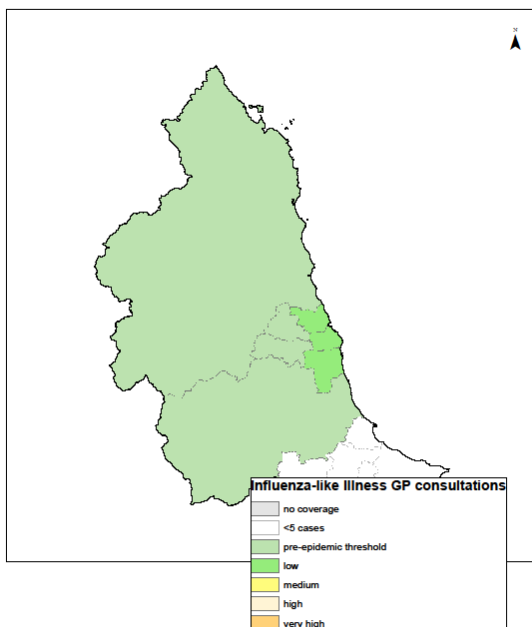 N
Influenza-like Illness GP consultations
no coverage
<5 cases
pre-epidemic threshold
low
medium
high
very high